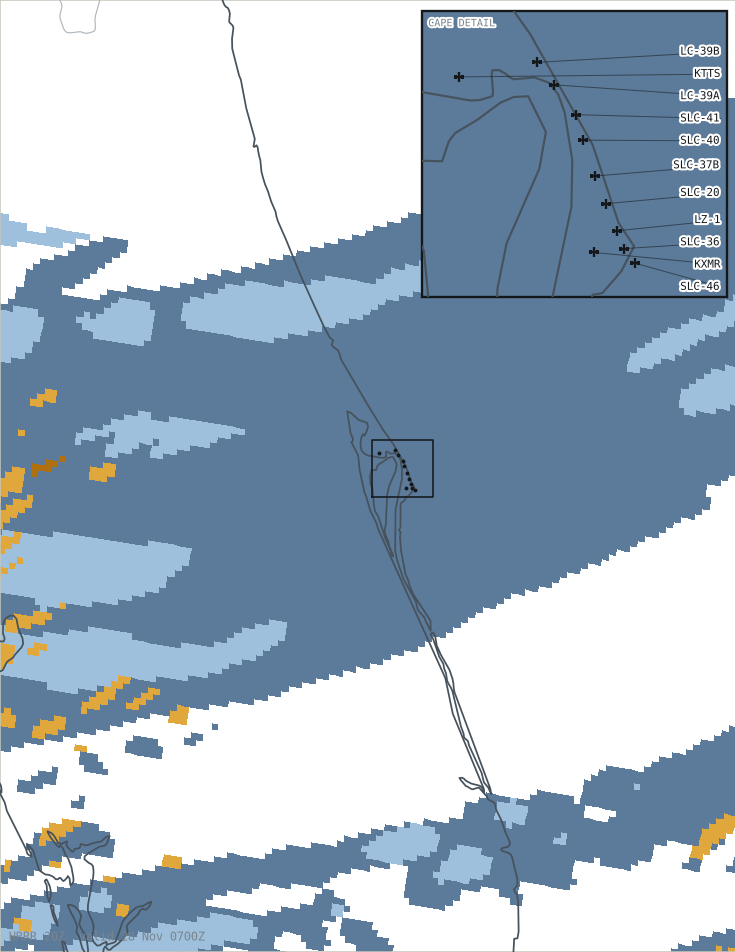 CAPE DETAIL
LC-39B
KTTS
LC-39A
SLC-41
SLC-40
SLC-37B
SLC-20
LZ-1
SLC-36
KXMR
SLC-46
Nov 0700Z